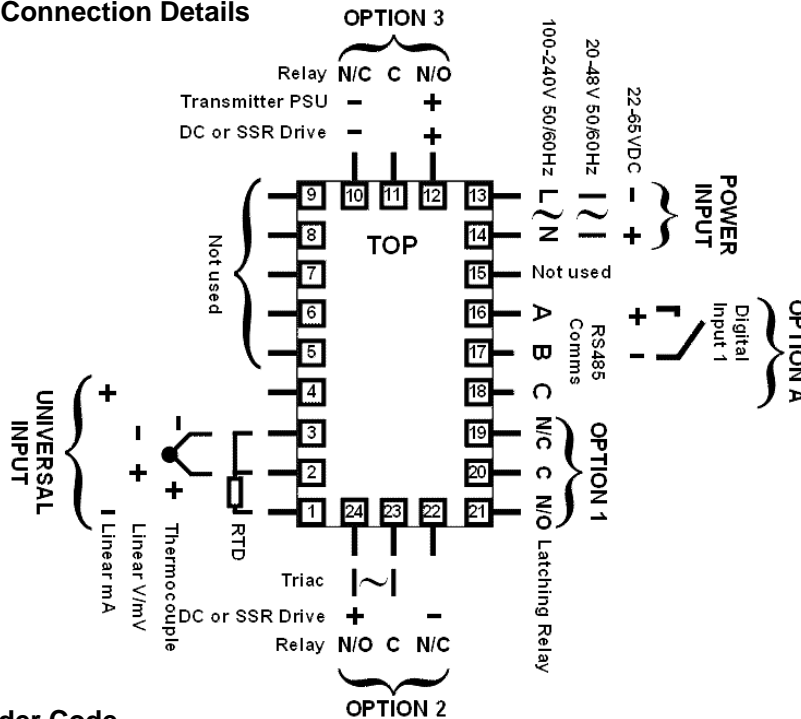 Connection Details
OPTION 3
Relay N/C C N/O
Transmitter PSU − +
DC or SSR Drive − +
100-240V 50/60Hz
20-48V 50/60Hz
22-65VDC
POWER INPUT
9 10 11 12 13 L − −
8 TOP 14 N − +
Not used
7 15 Not used
6 16 A +
5 17 B −
RS485 Comms
Digital Input 1
OPTION A
4 18 C
3 19 N/C
2 20 C
1 24 23 22 21 N/O
OPTION 1
Latching Relay
UNIVERSAL INPUT
+ −
Linear mA
− +
Linear V/mV
− +
Thermocouple
RTD
Triac ~
DC or SSR Drive + −
Relay N/O C N/C
OPTION 2
der Code